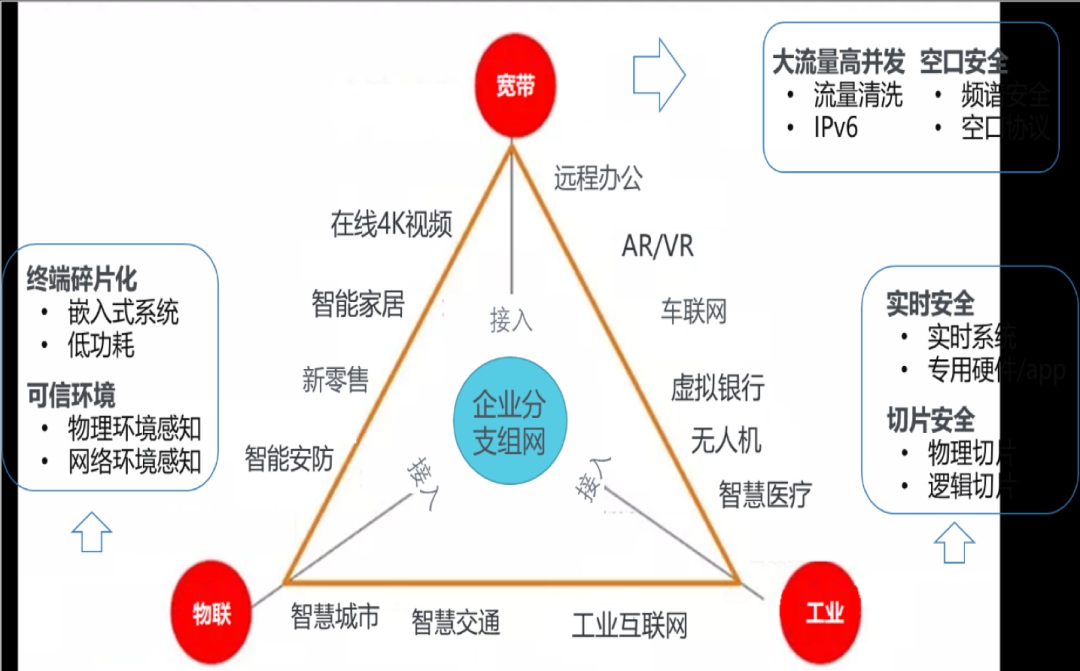 宽带
大流量高并发 空口安全
• 流量清洗 • 频谱安全
• IPv6 • 空口协议
远程办公
在线4K视频
AR/VR
终端碎片化
• 嵌入式系统
• 低功耗
可信环境
• 物理环境感知
• 网络环境感知
智能家居
接入
车联网
实时安全
• 实时系统
• 专用硬件/app
切片安全
• 物理切片
• 逻辑切片
新零售
企业分
支组网
虚拟银行
无人机
智能安防
接入
接入
智慧医疗
物联
智慧城市
智慧交通
工业互联网
工业